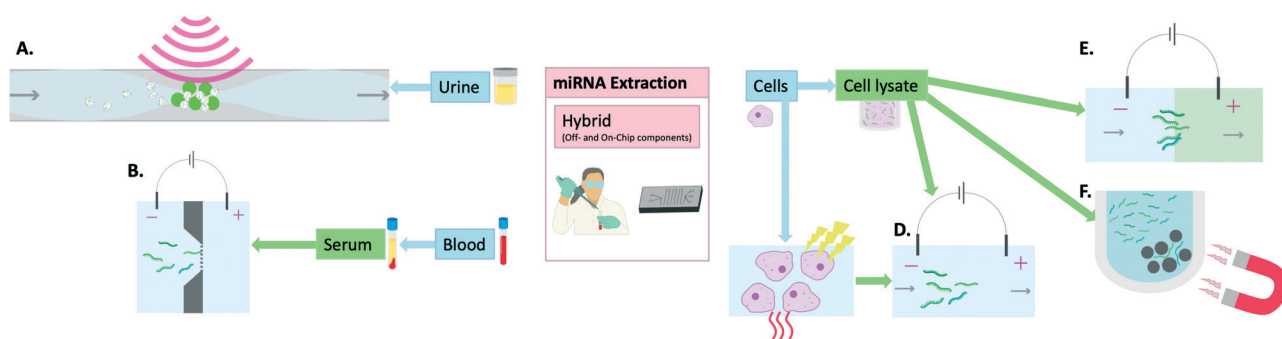 A.
Urine
B.
− +
Serum
Blood
miRNA Extraction
Hybrid
(Off- and On-Chip components)
Cells
Cell lysate
D.
− +
E.
− +
F.